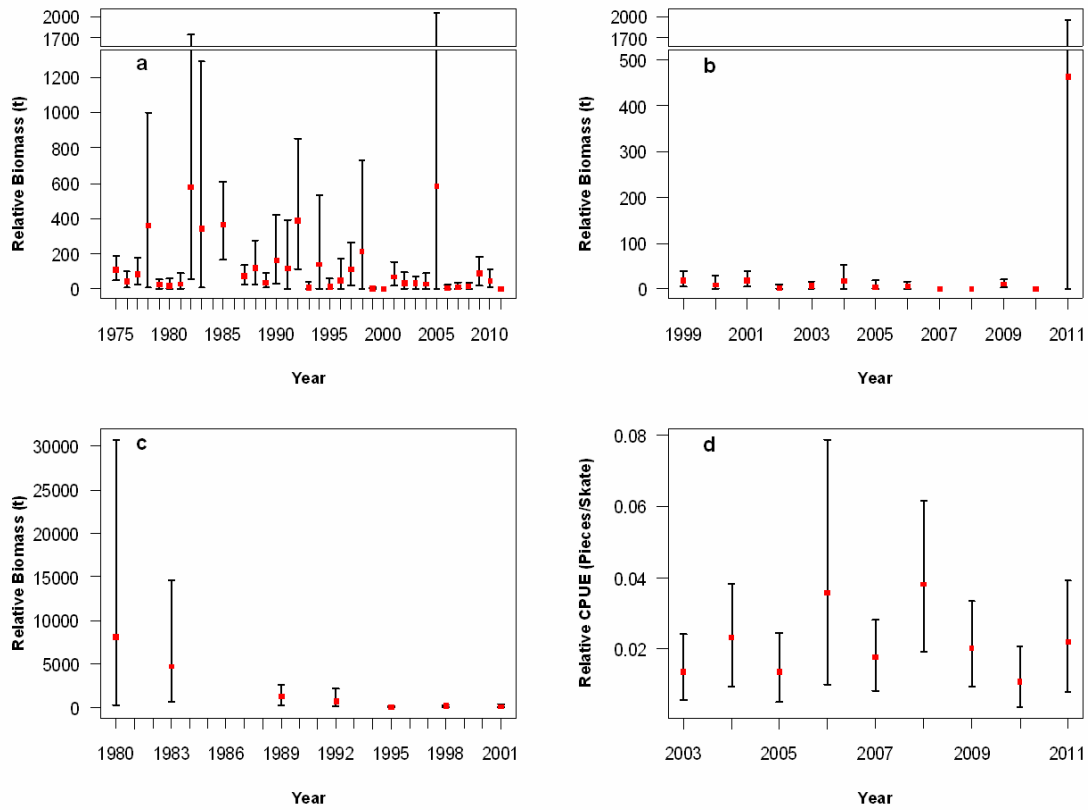 2000
1700
a
1200
1000
800
600
400
200
0
Relative Biomass (t)
1975 1980 1985 1990 1995 2000 2005 2010
Year
2000
1700
b
500
400
300
200
100
0
Relative Biomass (t)
1999 2001 2003 2005 2007 2009 2011
Year
c
30000
25000
20000
15000
10000
5000
0
Relative Biomass (t)
1980 1983 1986 1989 1992 1995 1998 2001
Year
d
0.08
0.06
0.04
0.02
Relative CPUE (Pieces/Skate)
2003 2005 2007 2009 2011
Year